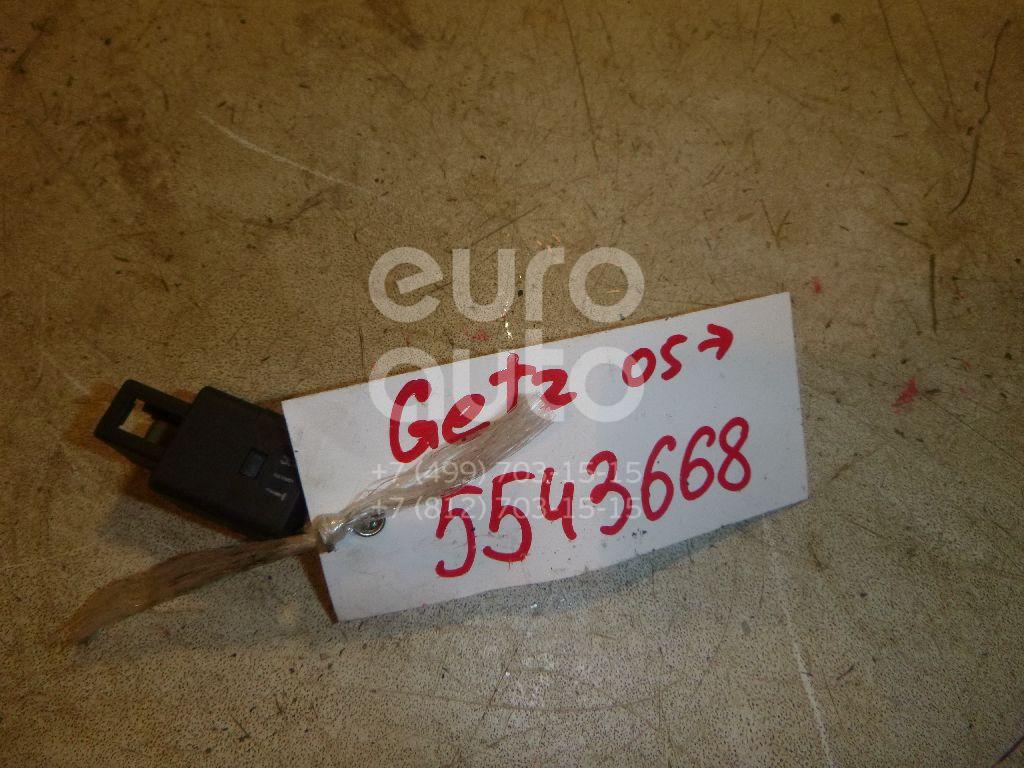 euro
auto
Getz 05→
+7 (499) 703-15-15
+7 (812) 703-15-15
5543668